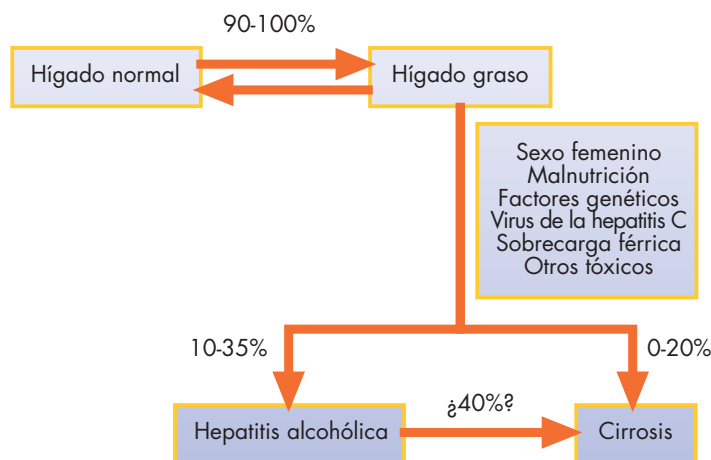 90-100%
Hígado normal
Hígado graso
Sexo femenino
Malnutrición
Factores genéticos
Virus de la hepatitis C
Sobrecarga férrica
Otros tóxicos
10-35%
0-20%
¿40%?
Hepatitis alcohólica
Cirrosis